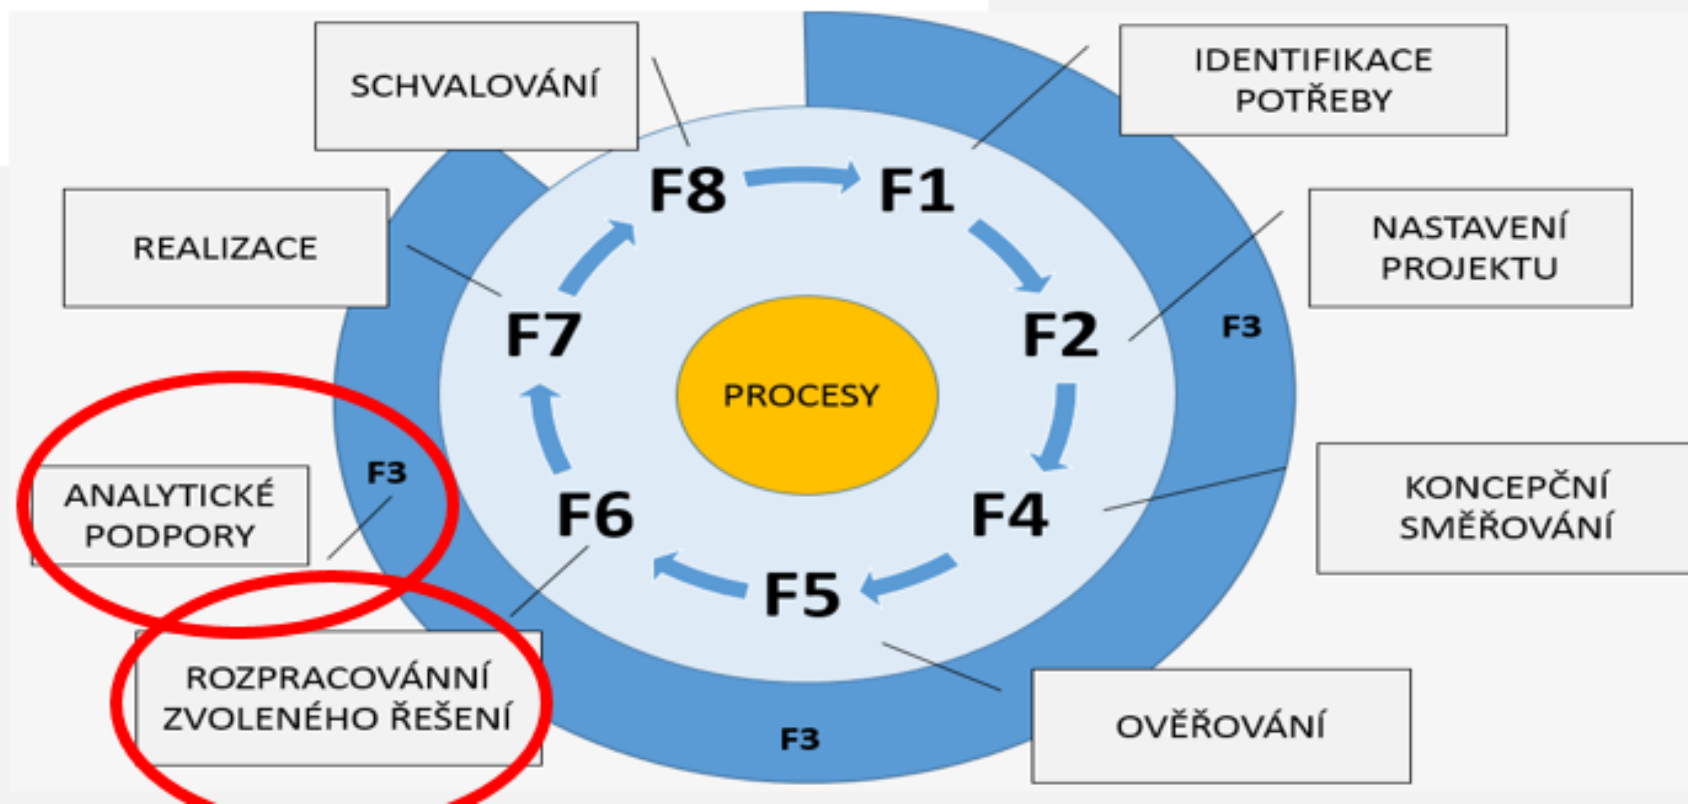 SCHVALOVÁNÍ
IDENTIFIKACE
POTŘEBY
F8
F1
REALIZACE
NASTAVENÍ
PROJEKTU
F7
F2
F3
PROCESY
F3
ANALYTICKÉ
PODPORY
F6
F4
KONCEPČNÍ
SMĚŘOVÁNÍ
F5
ROZPRACOVÁNNÍ
ZVOLENÉHO ŘEŠENÍ
F3
OVĚŘOVÁNÍ